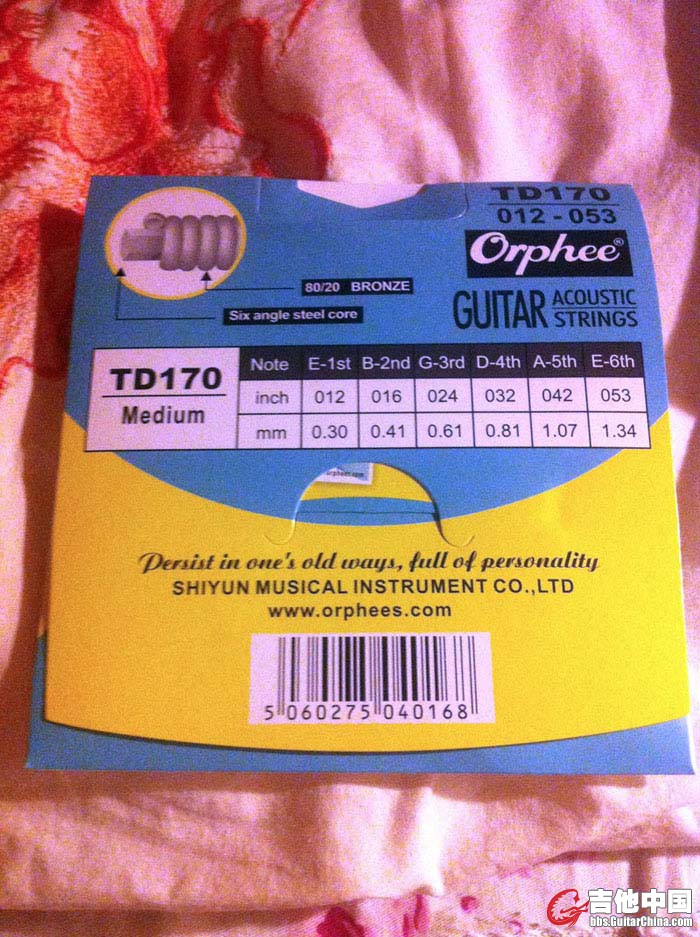 TD170
012 - 053
Orphee®
GUITAR ACOUSTIC STRINGS
80/20 BRONZE
Six angle steel core
TD170
Medium
Note E-1st B-2nd G-3rd D-4th A-5th E-6th
inch 012 016 024 032 042 053
mm 0.30 0.41 0.61 0.81 1.07 1.34
orphees.com
Persist in one's old ways, full of personality
SHIYUN MUSICAL INSTRUMENT CO.,LTD
www.orphees.com
5 060275 040168
吉他中国
bbs.GuitarChina.com